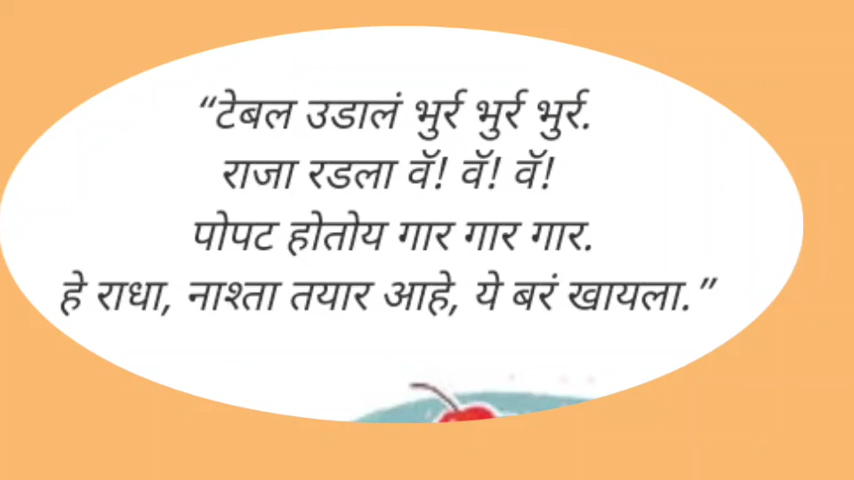 “टेबल उडालं भुर्र भुर्र भुर्र.
राजा रडला वॅ! वॅ! वॅ!
पोपट होतोय गार गार गार.
हे राधा, नाश्ता तयार आहे, ये बरं खायला.”